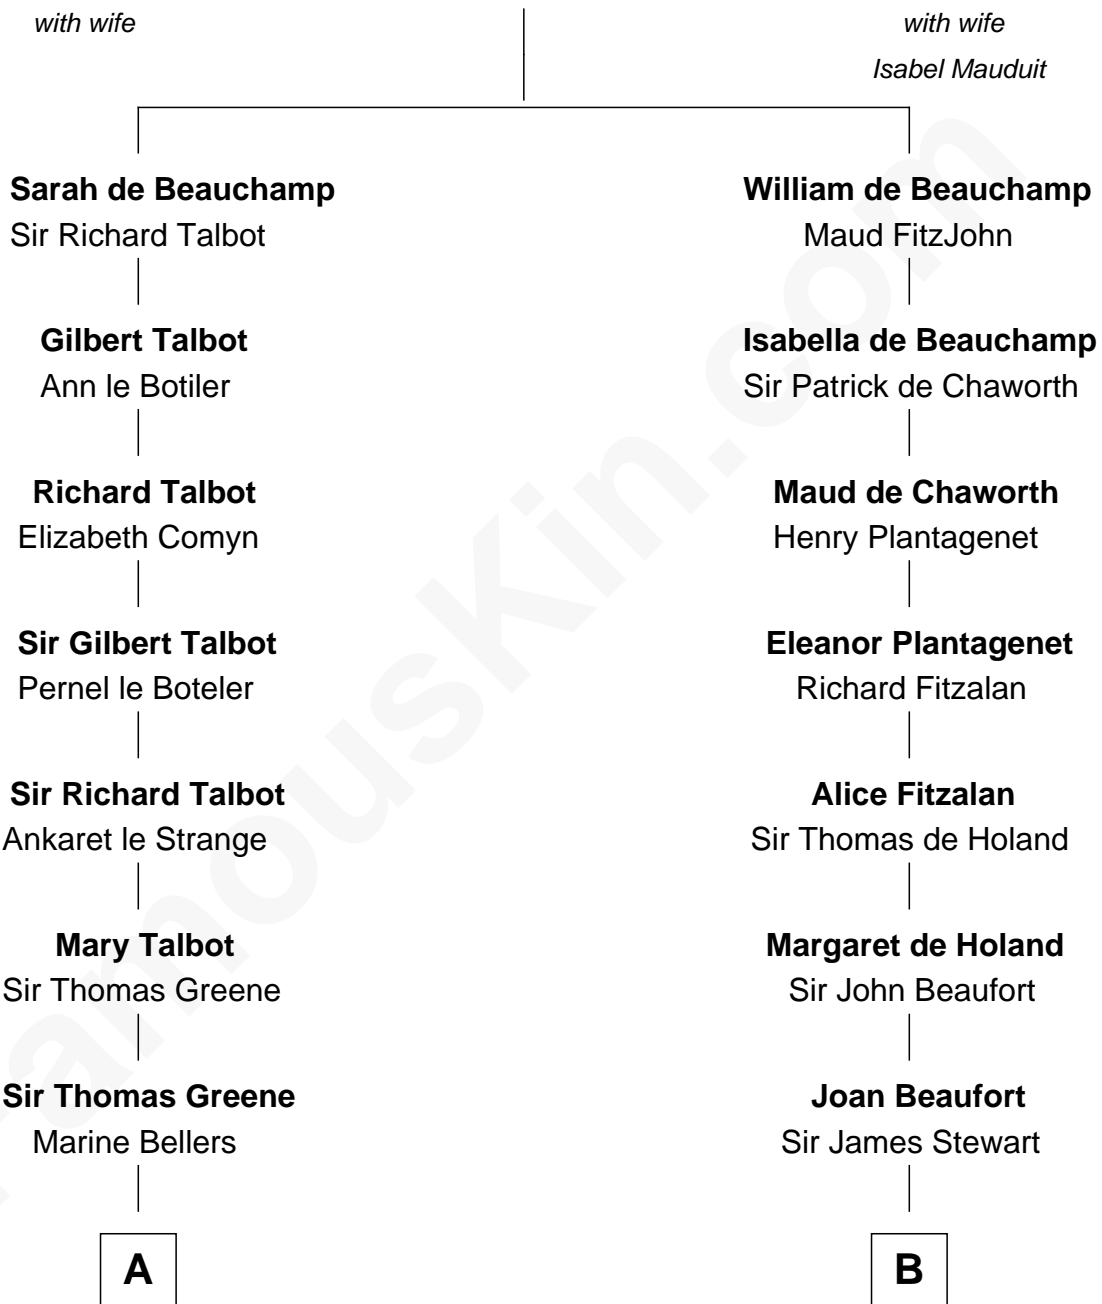 with wife
with wife
Isabel Mauduit
Sarah de Beauchamp
Sir Richard Talbot
William de Beauchamp
Maud FitzJohn
Gilbert Talbot
Ann le Botiler
Isabella de Beauchamp
Sir Patrick de Chaworth
Richard Talbot
Elizabeth Comyn
Maud de Chaworth
Henry Plantagenet
Sir Gilbert Talbot
Pernel le Boteler
Eleanor Plantagenet
Richard Fitzalan
Sir Richard Talbot
Ankaret le Strange
Alice Fitzalan
Sir Thomas de Holand
Mary Talbot
Sir Thomas Greene
Margaret de Holand
Sir John Beaufort
Sir Thomas Greene
Marine Bellers
Joan Beaufort
Sir James Stewart
A
B
FamousKin.com